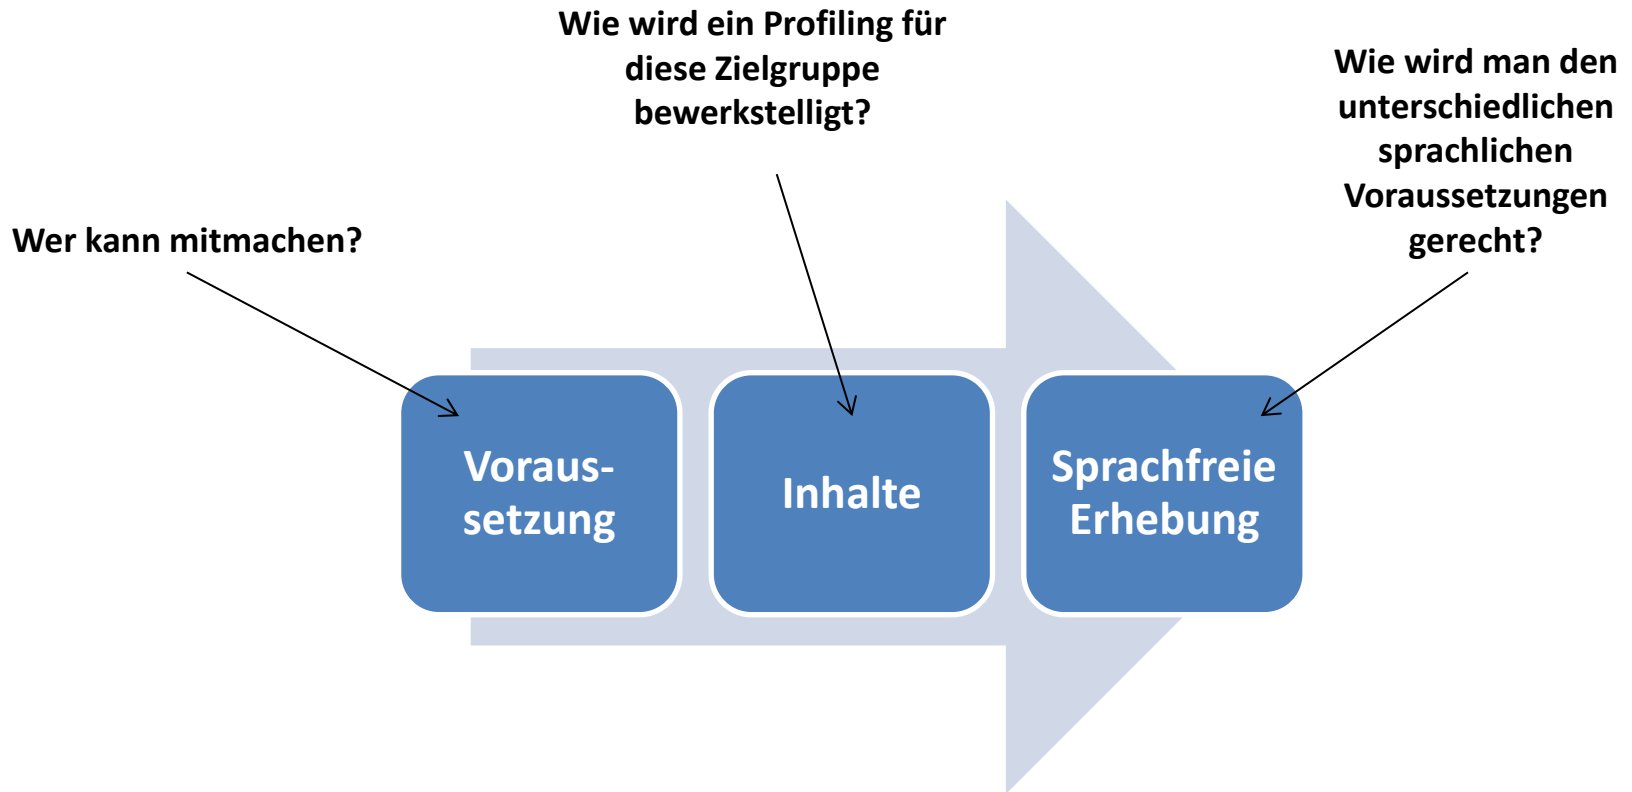 Wie wird ein Profiling für
diese Zielgruppe
bewerkstelligt?
Wie wird man den
unterschiedlichen
sprachlichen
Voraussetzungen
gerecht?
Wer kann mitmachen?
Voraus-
setzung
Inhalte
Sprachfreie
Erhebung